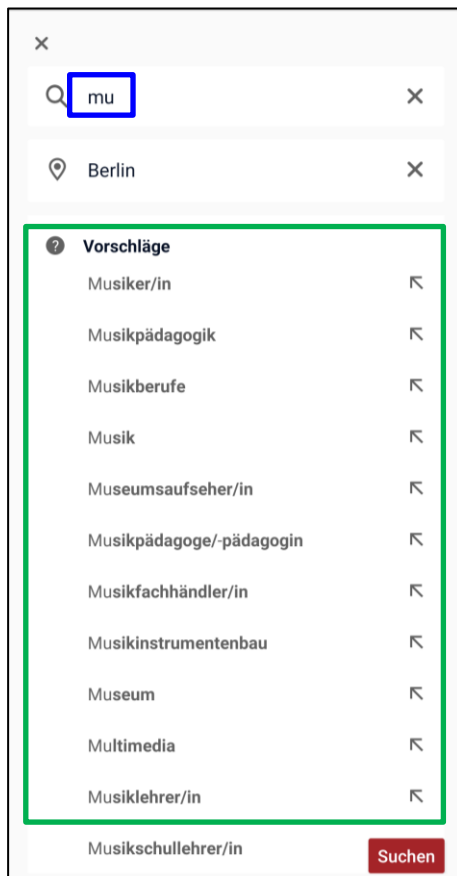 mu
Berlin
Vorschläge
Musiker/in
Musikpädagogik
Musikberufe
Musik
Museumsaufseher/in
Musikpädagoge/-pädagogin
Musikfachhändler/in
Musikinstrumentenbau
Museum
Multimedia
Musiklehrer/in
Musikschullehrer/in
Suchen